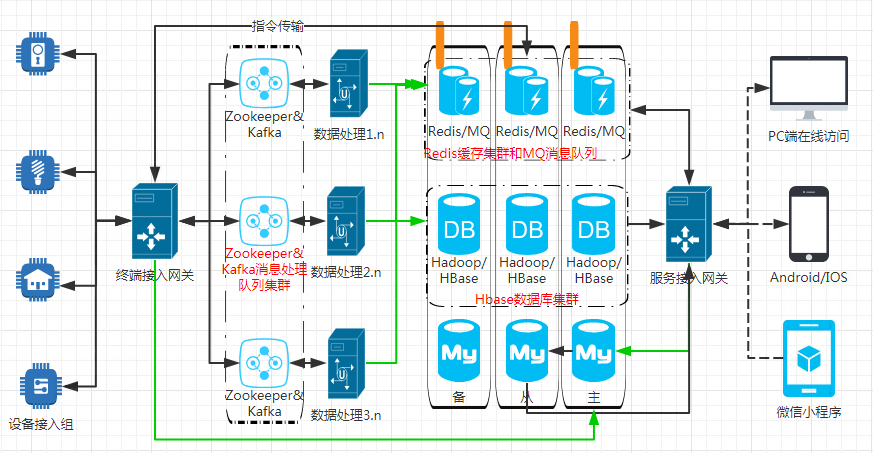 指令传输
Zookeeper&
Kafka
数据处理1.n
Redis/MQ
Redis/MQ
Redis/MQ
Redis缓存集群和MQ消息队列
PC端在线访问
终端接入网关
Zookeeper&
Kafka消息处理
队列集群
数据处理2.n
DB
DB
DB
Hadoop/
HBase
Hadoop/
HBase
Hadoop/
HBase
Hbase数据库集群
服务接入网关
Android/IOS
Zookeeper&
Kafka
数据处理3.n
My
My
My
备
从
主
设备接入组
微信小程序
U
U
U